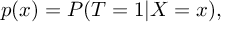 p(x) = P(T = 1|X = x),